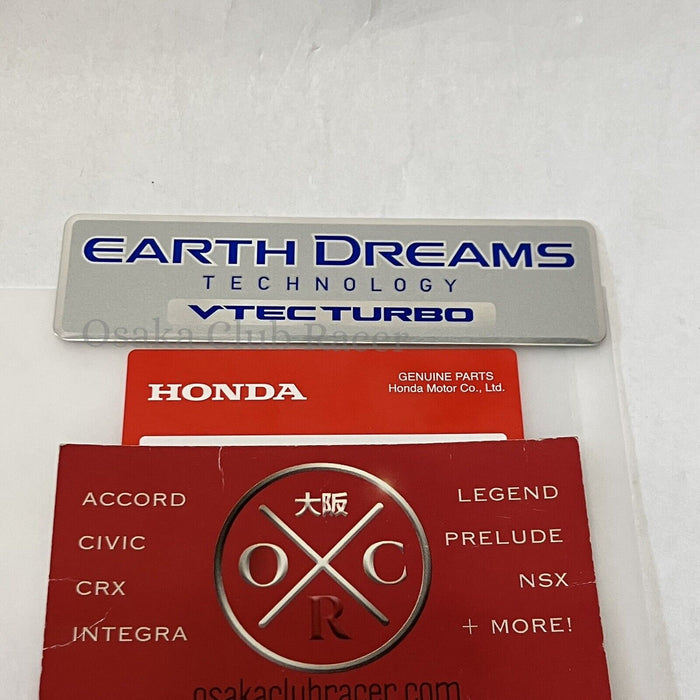 EARTH DREAMS
TECHNOLOGY
VTEC TURBO
Osaka Club Racer
HONDA
GENUINE PARTS
Honda Motor Co., Ltd.
ACCORD
CIVIC
CRX
INTEGRA
大阪
O C
R
LEGEND
PRELUDE
NSX
+ MORE!
osakaclubracer.com